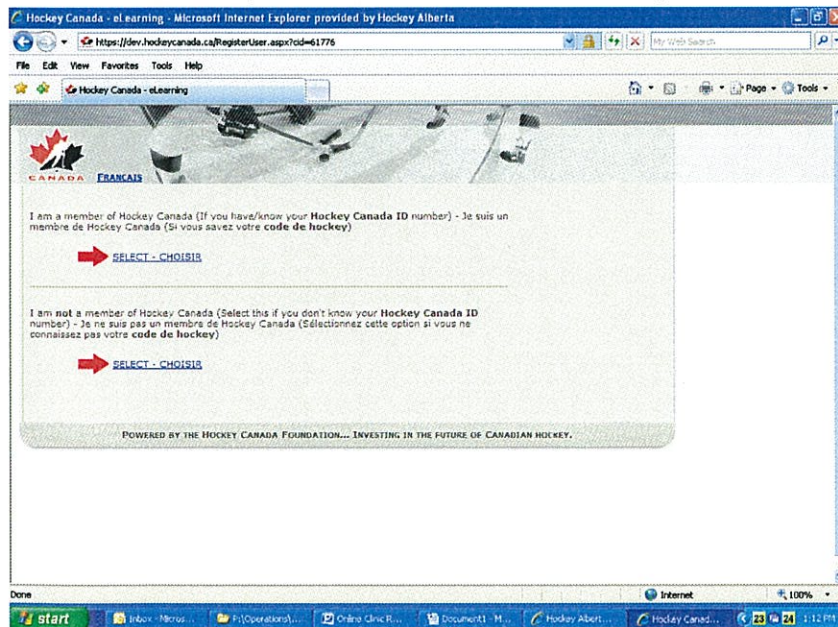 Hockey Canada - eLearning - Microsoft Internet Explorer provided by Hockey Alberta
https://dev.hockeycanada.ca/RegisterUser.aspx?cid=61776
My Web Search
File Edit View Favorites Tools Help
Hockey Canada - eLearning
Page Tools
CANADA FRANCAIS
I am a member of Hockey Canada (If you have/know your Hockey Canada ID number) - Je suis un
membre de Hockey Canada (Si vous savez votre code de hockey)
SELECT - CHOISIR
I am not a member of Hockey Canada (Select this if you don't know your Hockey Canada ID
number) - Je ne suis pas un membre de Hockey Canada (Sélectionnez cette option si vous ne
connaissez pas votre code de hockey)
SELECT - CHOISIR
POWERED BY THE HOCKEY CANADA FOUNDATION... INVESTING IN THE FUTURE OF CANADIAN HOCKEY.
Done Internet 100%
start Inbox - Micros... P:\Operations\... Online Clinic R... Document1 - M... Hockey Albert... Hockey Canad... 23 24 1:12 PM